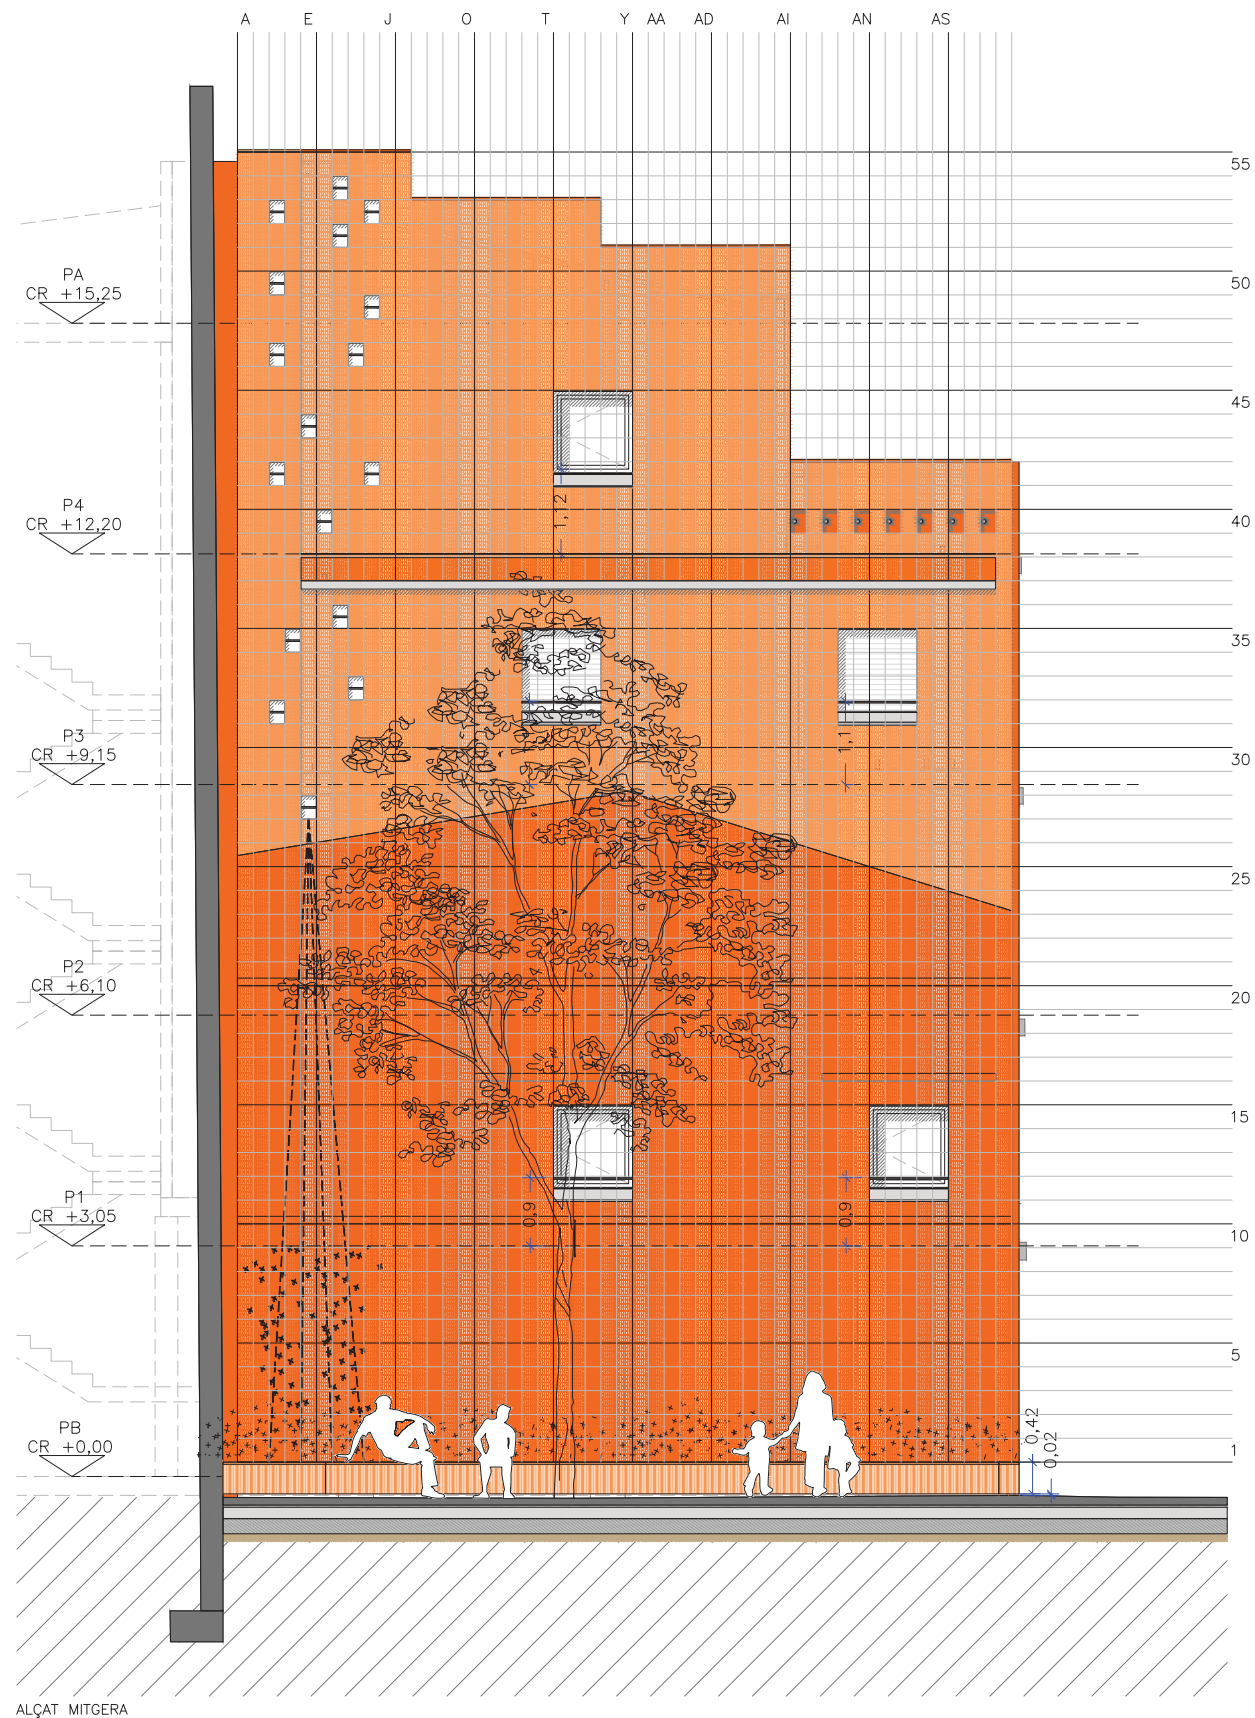 A E J O T Y AA AD AI AN AS
55
PA
CR +15,25
50
45
P4
CR +12,20
1,12
40
35
P3
CR +9,15
1,1
30
25
P2
CR +6,10
20
15
P1
CR +3,05
0,9
0,9
10
5
PB
CR +0,00
0,42
0,02
1
ALÇAT MITGERA